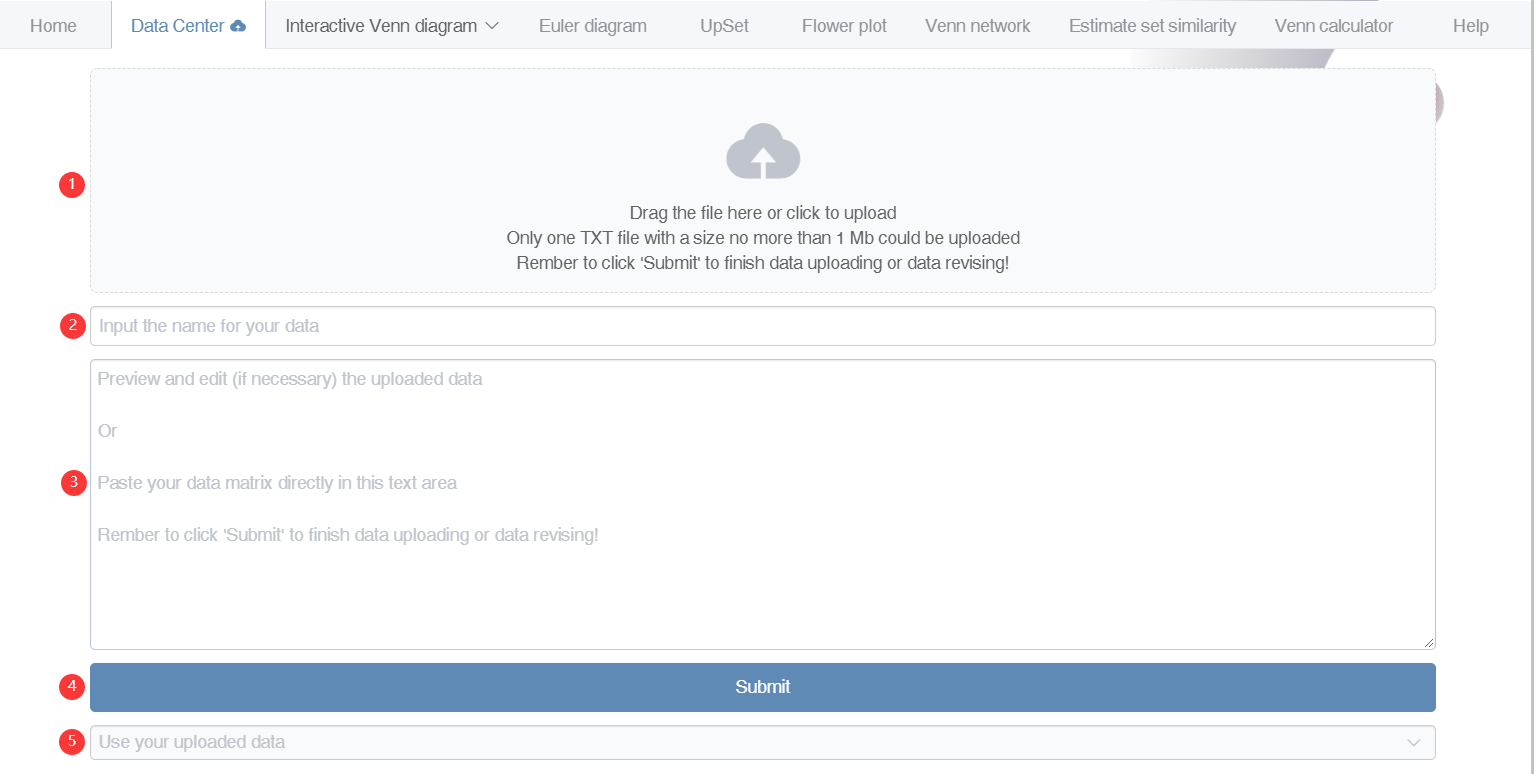 Home Data Center Interactive Venn diagram Euler diagram UpSet Flower plot Venn network Estimate set similarity Venn calculator Help
1
Drag the file here or click to upload
Only one TXT file with a size no more than 1 Mb could be uploaded
Rember to click 'Submit' to finish data uploading or data revising!
2 Input the name for your data
Preview and edit (if necessary) the uploaded data
Or
3 Paste your data matrix directly in this text area
Rember to click 'Submit' to finish data uploading or data revising!
4 Submit
5 Use your uploaded data